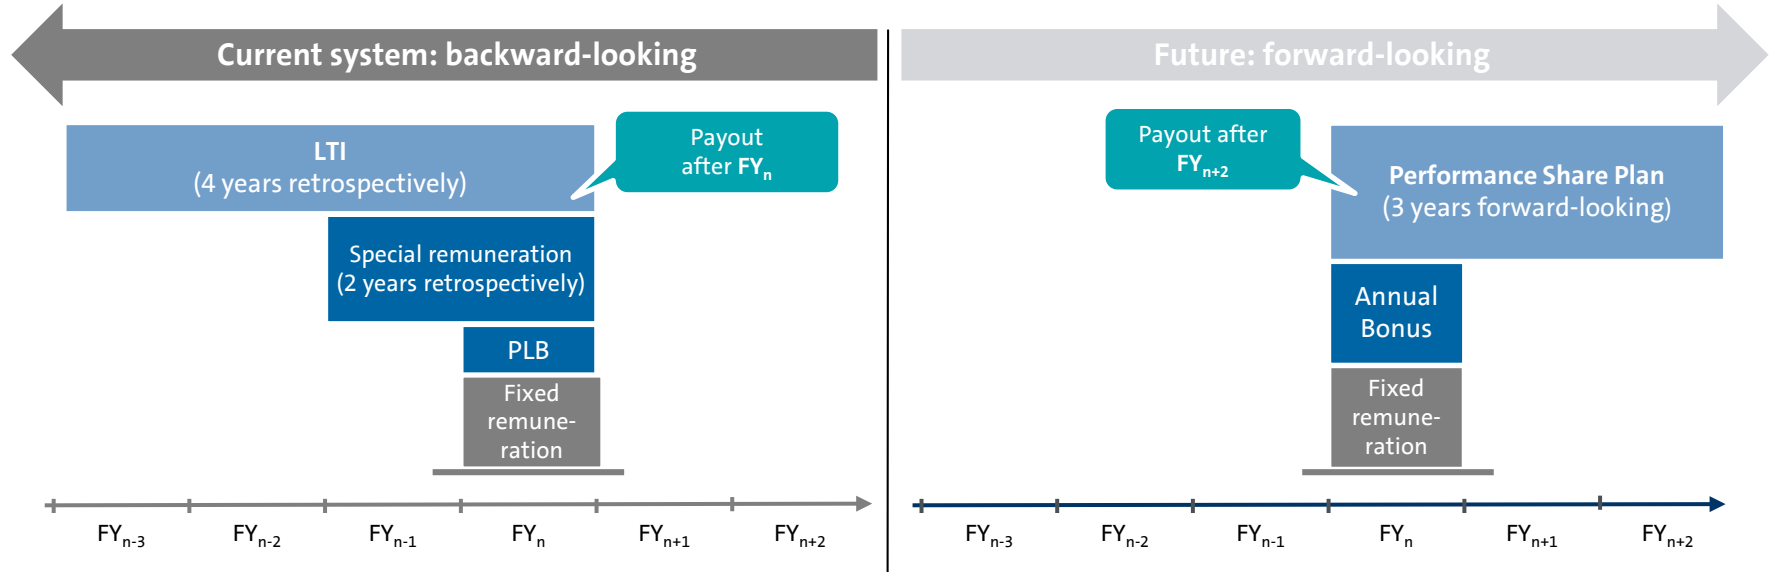 Current system: backward-looking
LTI
(4 years retrospectively)
Payout
after FYn
Special remuneration
(2 years retrospectively)
PLB
Fixed
remune-
ration
FYn-3 FYn-2 FYn-1 FYn FYn+1 FYn+2
Future: forward-looking
Payout after
FYn+2
Performance Share Plan
(3 years forward-looking)
Annual
Bonus
Fixed
remune-
ration
FYn-3 FYn-2 FYn-1 FYn FYn+1 FYn+2